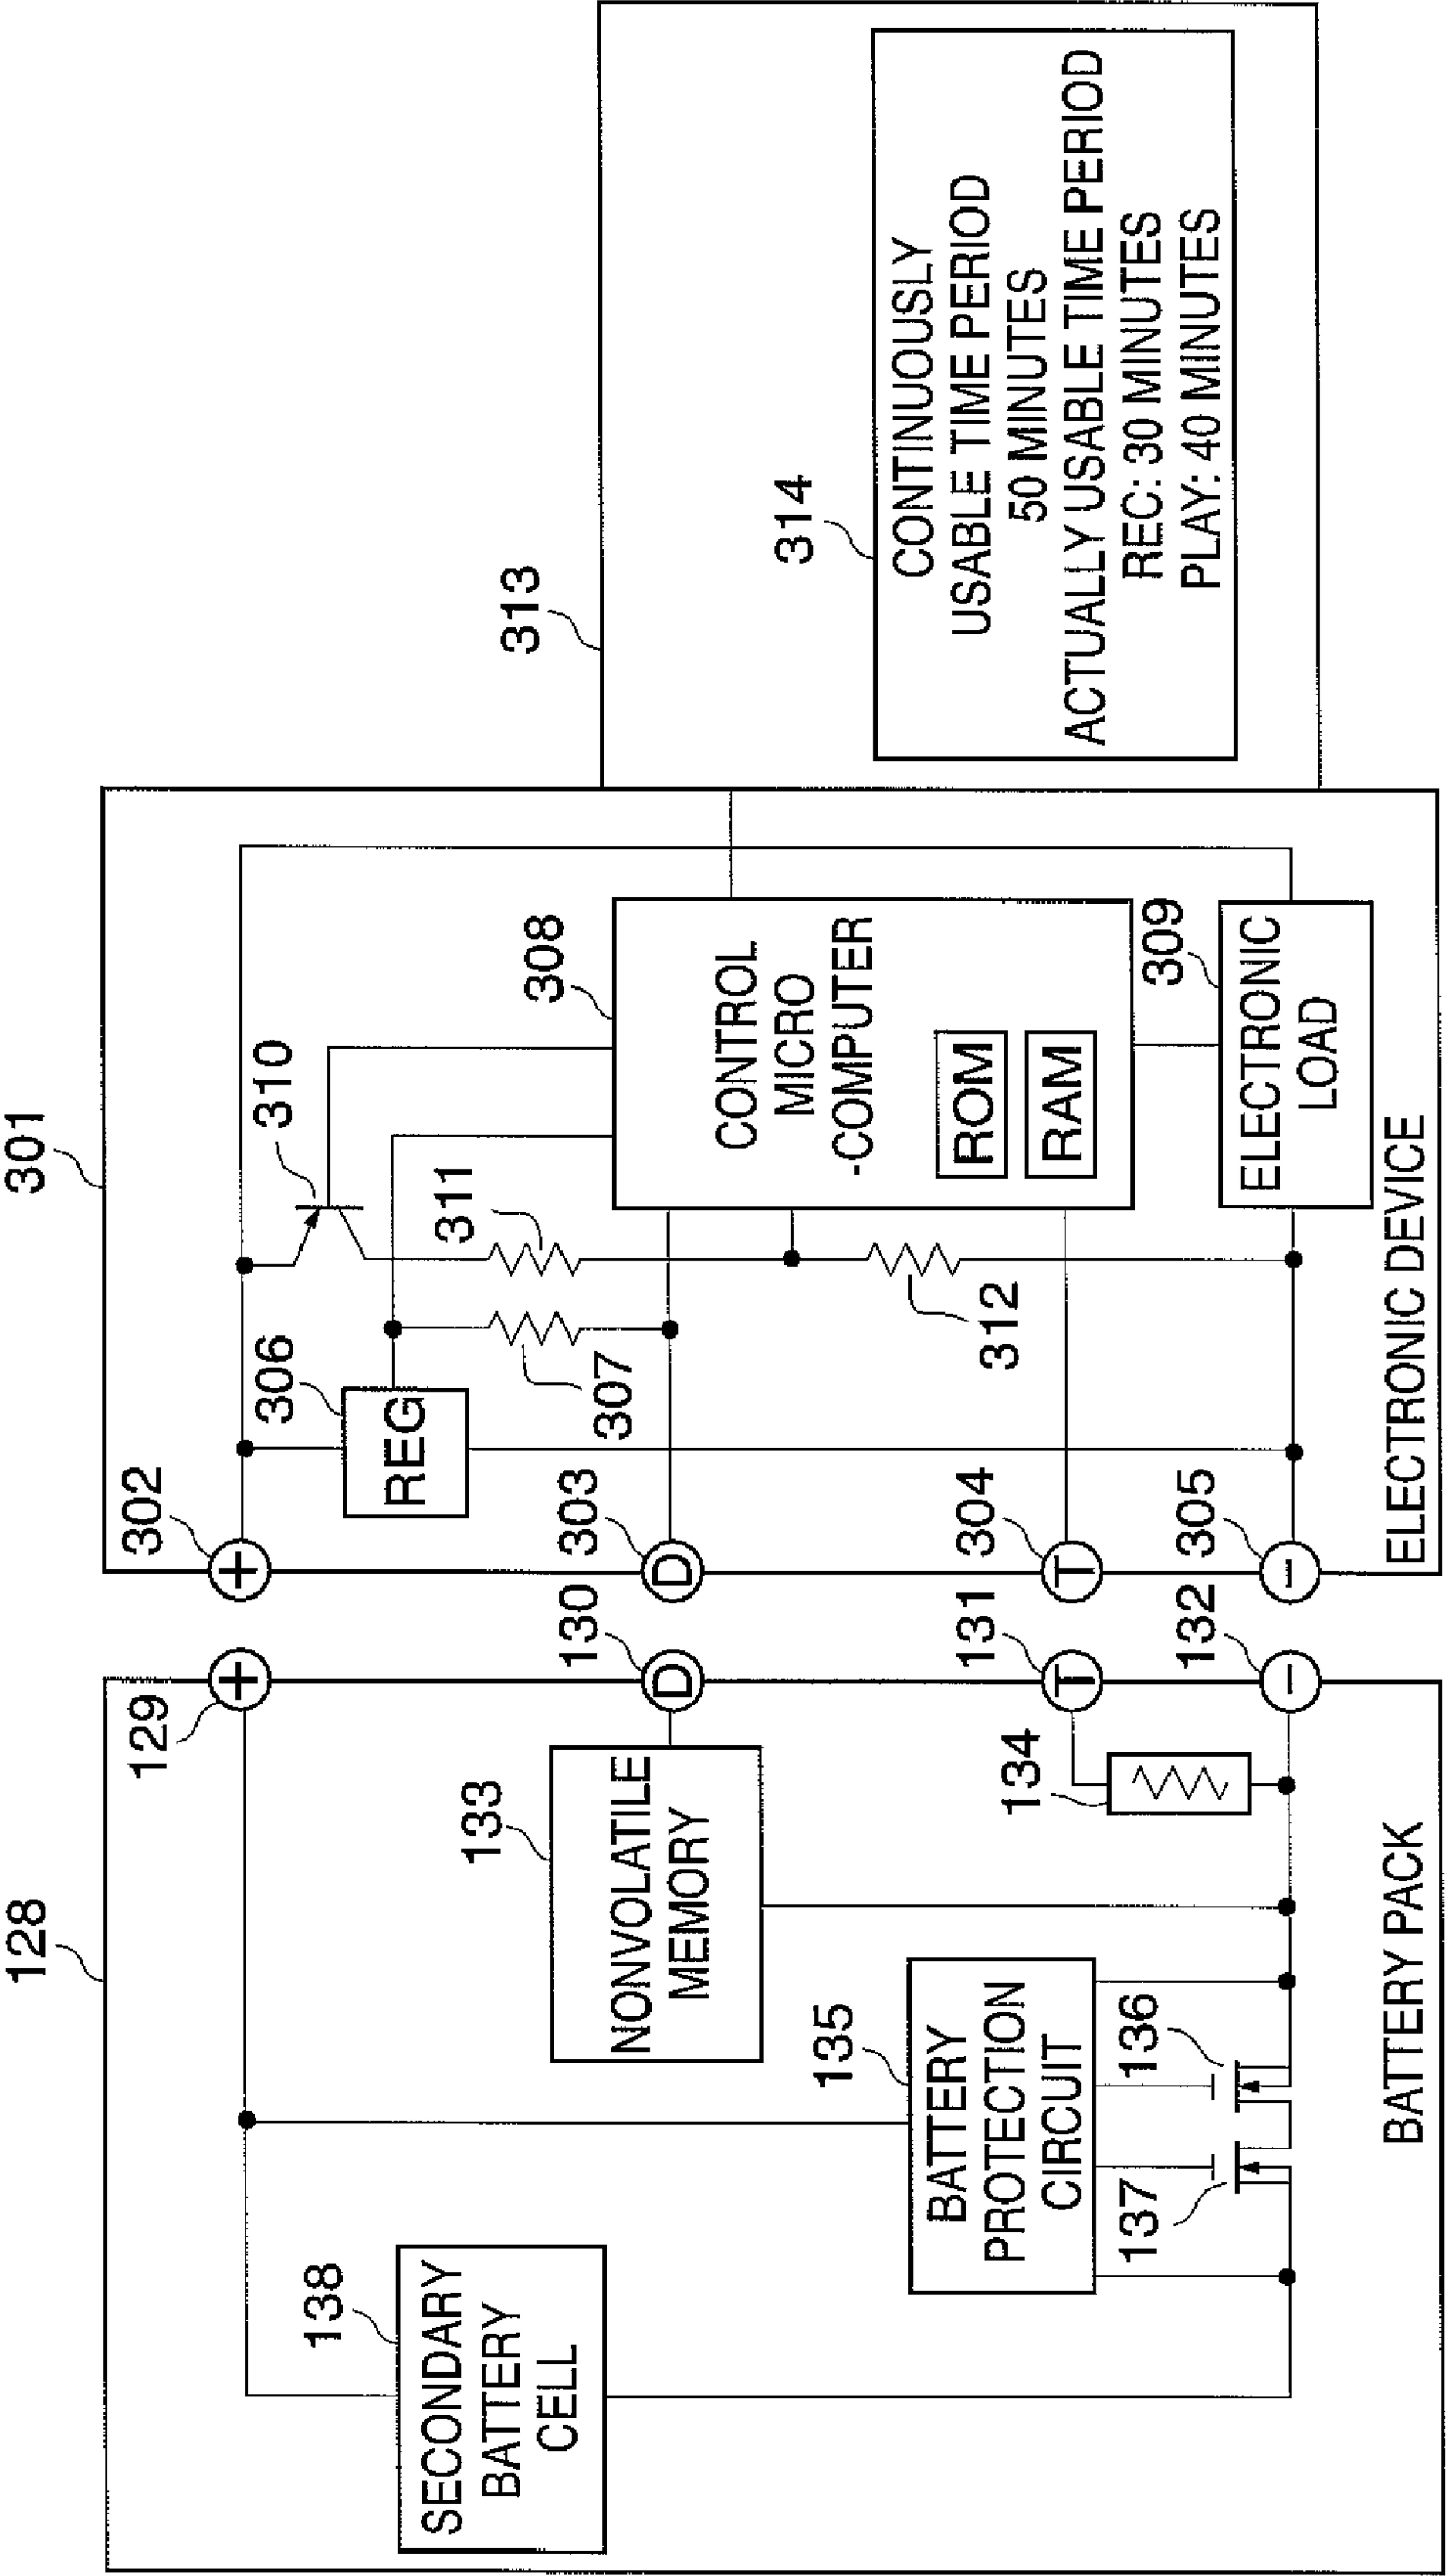 128
129
+
138
SECONDARY
BATTERY
CELL
133
NONVOLATILE
MEMORY
130
D
135
BATTERY
PROTECTION
CIRCUIT
134
131
T
137
136
132
-
BATTERY PACK
301
302
+
306
REG
310
311
307
303
D
308
CONTROL
MICRO
-COMPUTER
ROM
RAM
312
304
T
309
ELECTRONIC
LOAD
305
-
ELECTRONIC DEVICE
313
314
CONTINUOUSLY
USABLE TIME PERIOD
50 MINUTES
ACTUALLY USABLE TIME PERIOD
REC: 30 MINUTES
PLAY: 40 MINUTES